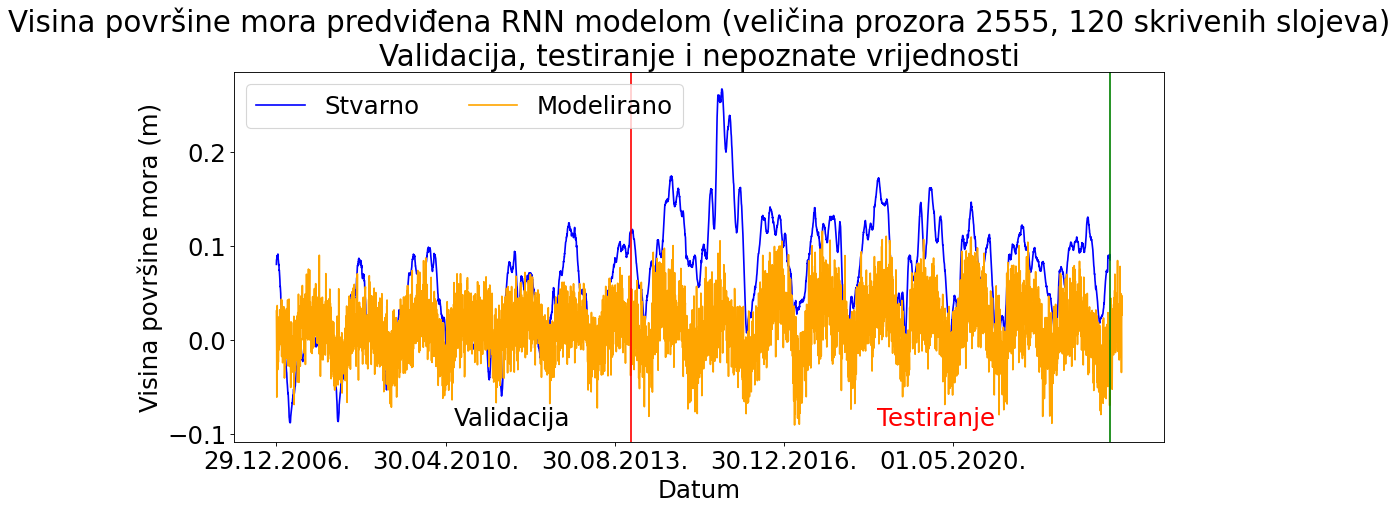 Visina površine mora predviđena RNN modelom (veličina prozora 2555, 120 skrivenih slojeva)
Validacija, testiranje i nepoznate vrijednosti
Stvarno
Modelirano
Visina površine mora (m)
0.2
0.1
0.0
−0.1
Validacija
Testiranje
29.12.2006.
30.04.2010.
30.08.2013.
30.12.2016.
01.05.2020.
Datum